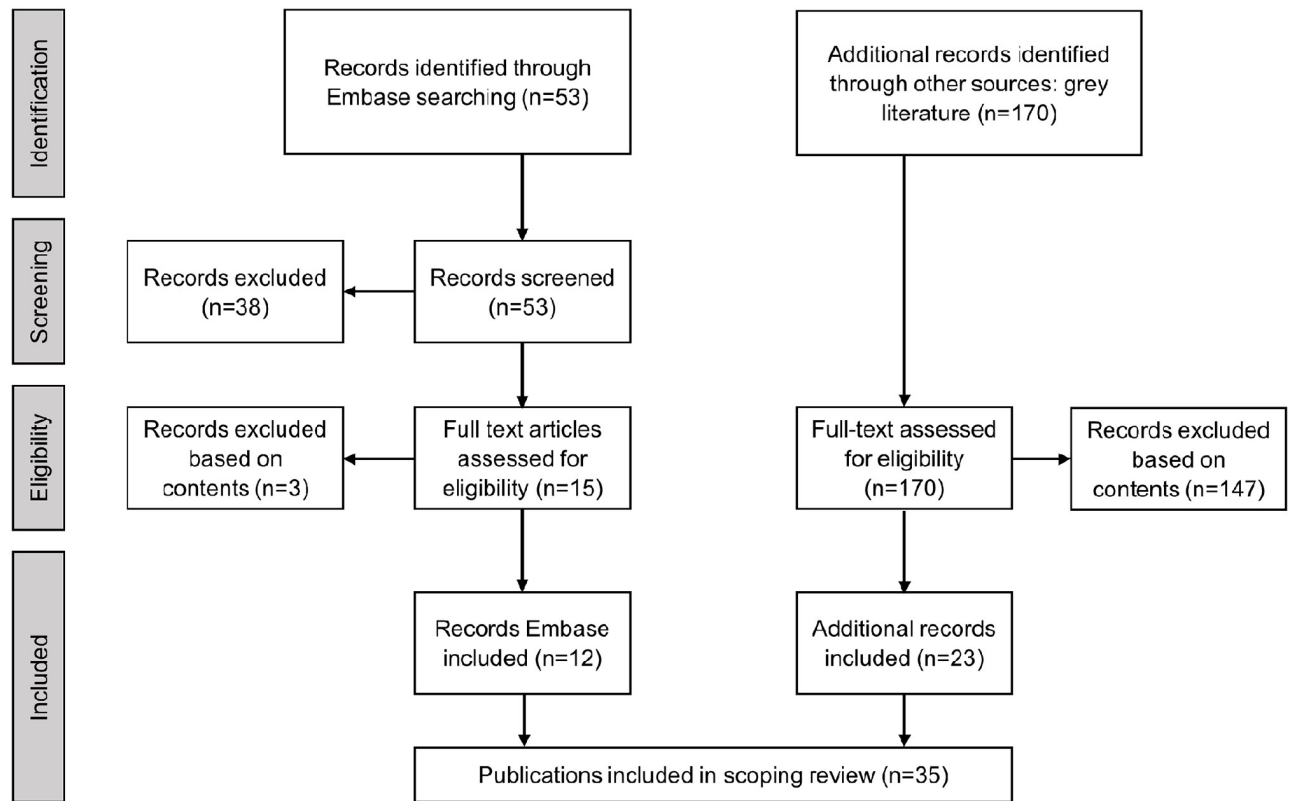 Identification
Records identified through
Embase searching (n=53)
Additional records identified
through other sources: grey
literature (n=170)
Screening
Records excluded
(n=38)
Records screened
(n=53)
Eligibility
Records excluded
based on
contents (n=3)
Full text articles
assessed for
eligibility (n=15)
Full-text assessed
for eligibility
(n=170)
Records excluded
based on
contents (n=147)
Included
Records Embase
included (n=12)
Additional records
included (n=23)
Publications included in scoping review (n=35)